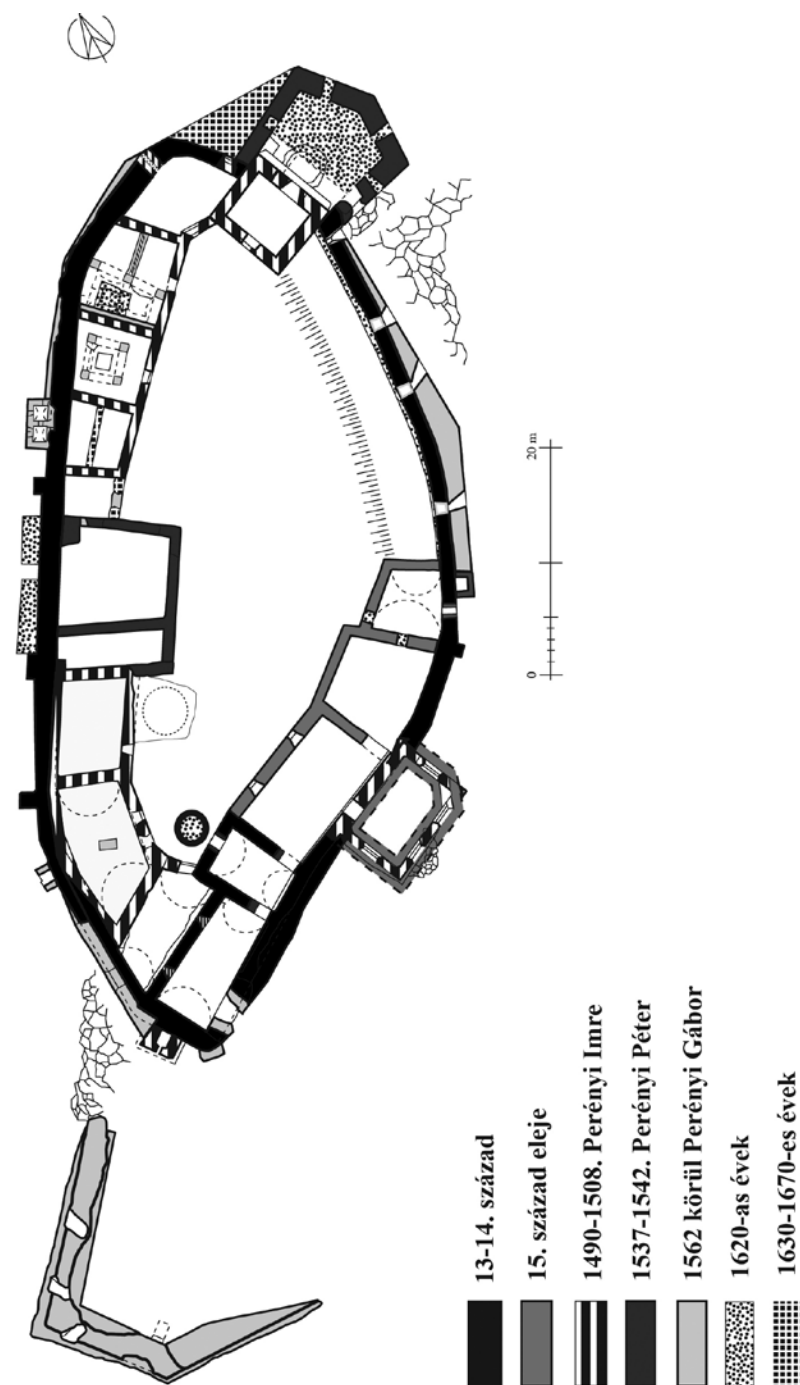 20 m
0
13-14. század
15. század eleje
1490-1508. Perényi Imre
1537-1542. Perényi Péter
1562 körül Perényi Gábor
1620-as évek
1630-1670-es évek